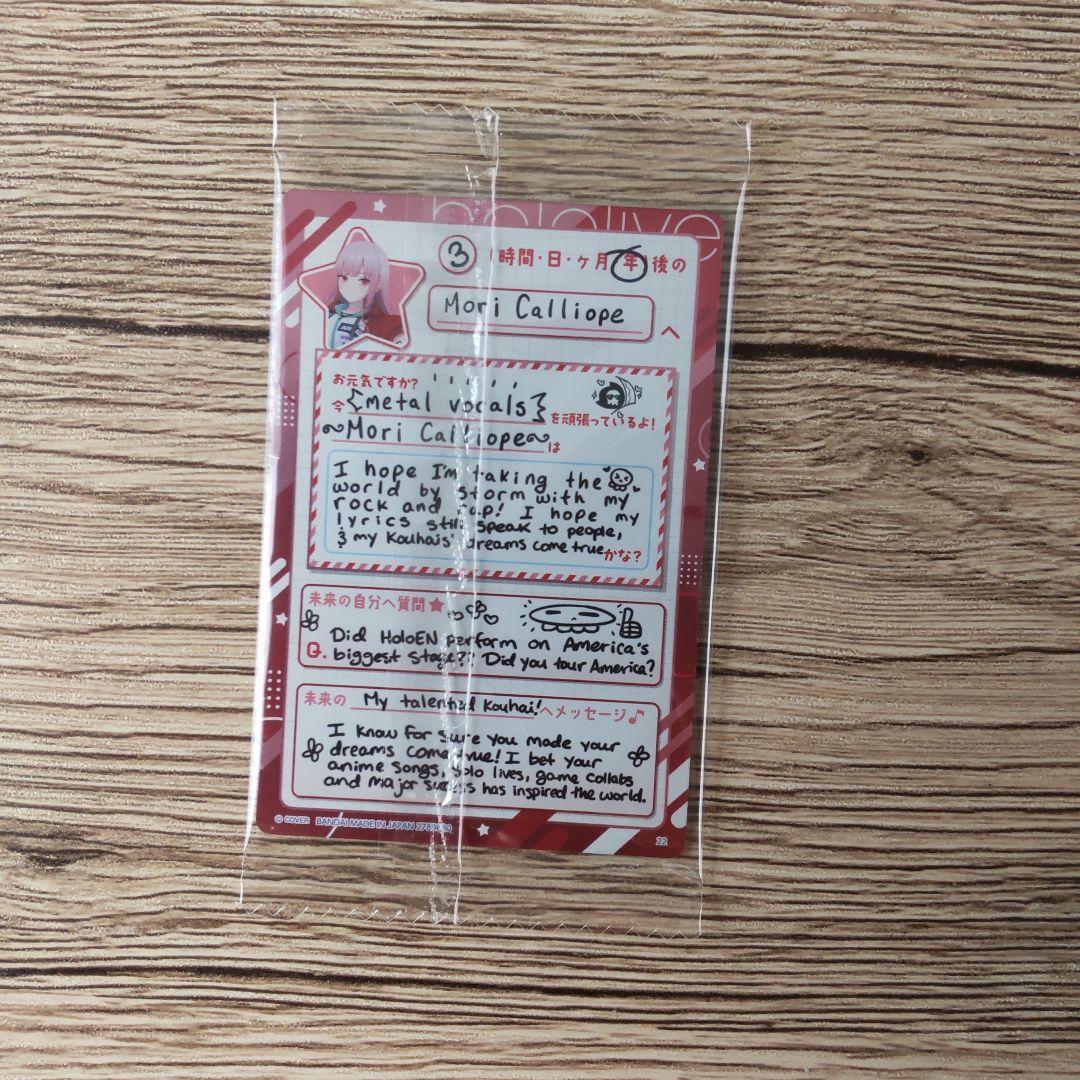 hololive
3 (時間・日・ヶ月・年)後の
Mori Calliope へ
お元気ですか?
今 {metal vocals} を頑張っているよ!
~Mori Calliope~は
I hope I'm taking the
world by storm with my
rock and rap! I hope my
lyrics still speak to people,
& my Kouhais' dreams come true かな?
未来の自分へ質問★
Q. Did HoloEN perform on America's
biggest stage?? Did you tour America?
未来の My talented Kouhai! へメッセージ♪
I know for sure you made your
dreams come true! I bet your
anime songs, solo lives, game collabs
and major success has inspired the world.
© COVER BANDAI MADE IN JAPAN
22